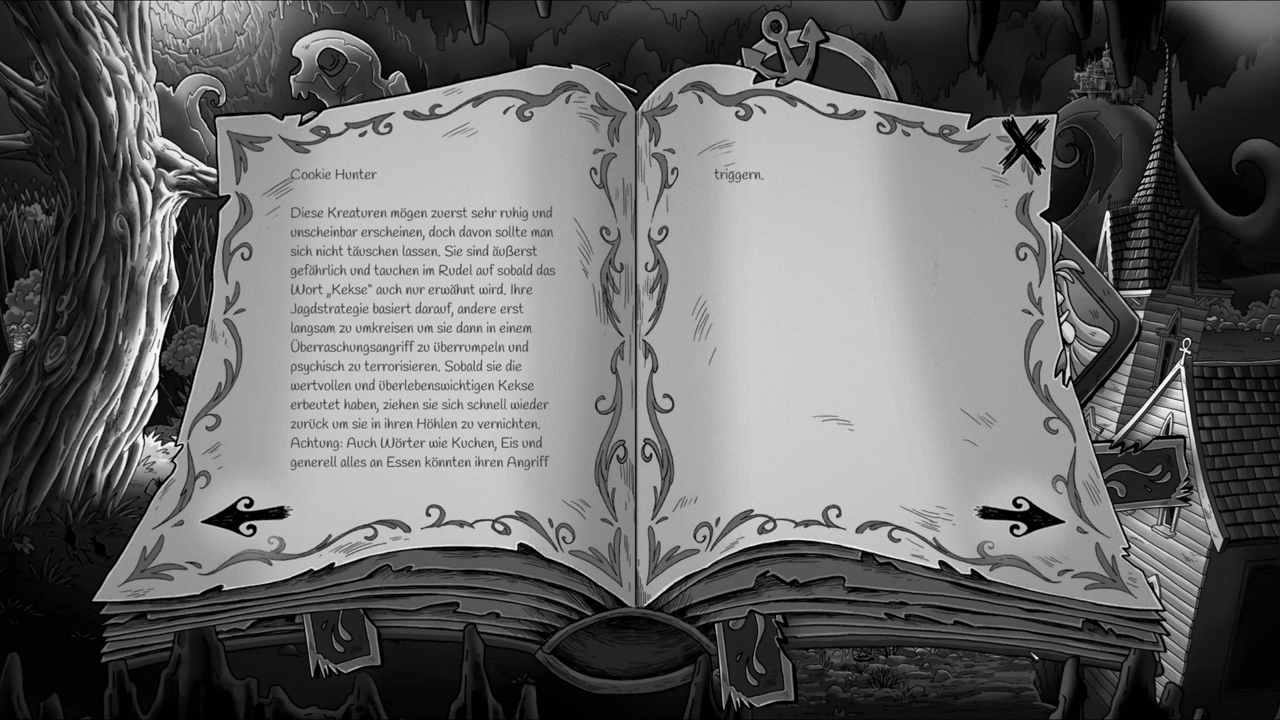 Cookie Hunter
Diese Kreaturen mögen zuerst sehr ruhig und
unscheinbar erscheinen, doch davon sollte man
sich nicht täuschen lassen. Sie sind äußerst
gefährlich und tauchen im Rudel auf sobald das
Wort „Kekse" auch nur erwähnt wird. Ihre
Jagdstrategie basiert darauf, andere erst
langsam zu umkreisen um sie dann in einem
Überraschungsangriff zu überrumpeln und
psychisch zu terrorisieren. Sobald sie die
wertvollen und überlebenswichtigen Kekse
erbeutet haben, ziehen sie sich schnell wieder
zurück um sie in ihren Höhlen zu vernichten.
Achtung: Auch Wörter wie Kuchen, Eis und
generell alles an Essen könnten ihren Angriff
triggern.